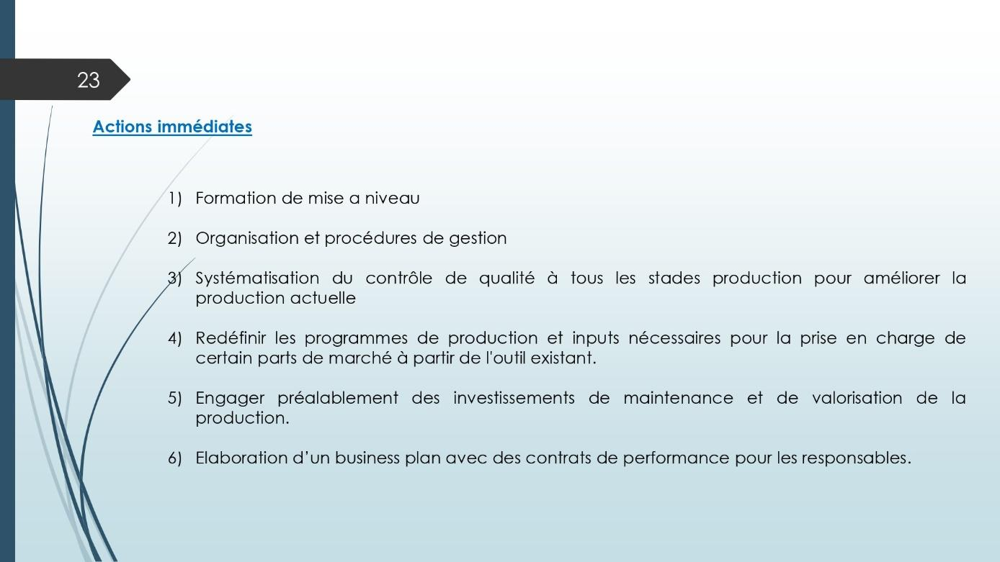 23
Actions immédiates
1) Formation de mise a niveau
2) Organisation et procédures de gestion
3) Systématisation du contrôle de qualité à tous les stades production pour améliorer la
production actuelle
4) Redéfinir les programmes de production et inputs nécessaires pour la prise en charge de
certain parts de marché à partir de l'outil existant.
5) Engager préalablement des investissements de maintenance et de valorisation de la
production.
6) Elaboration d’un business plan avec des contrats de performance pour les responsables.